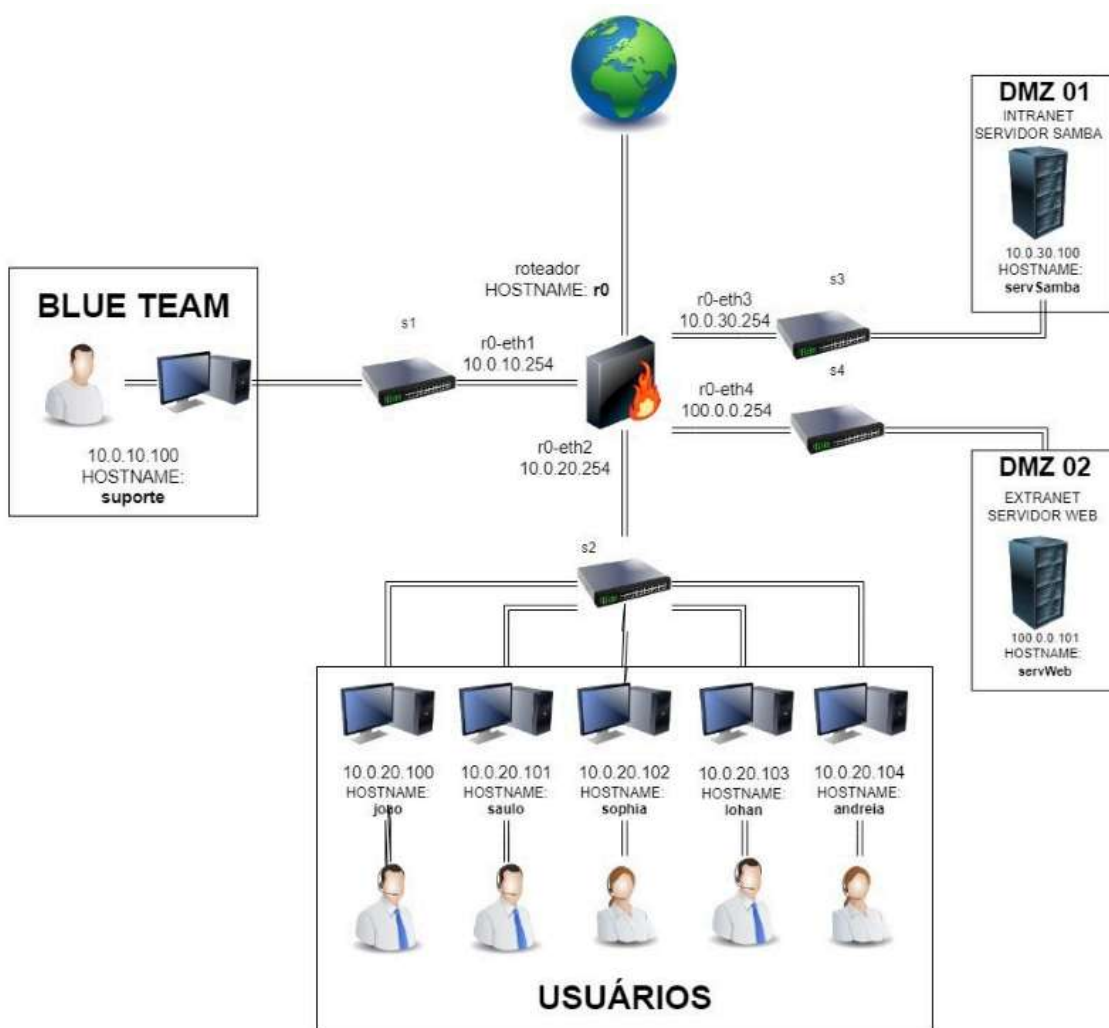 DMZ 01
INTRANET
SERVIDOR SAMBA
10.0.30.100
HOSTNAME:
servSamba
roteador
HOSTNAME: r0
r0-eth3
10.0.30.254
s3
BLUE TEAM
10.0.10.100
HOSTNAME:
suporte
s1
r0-eth1
10.0.10.254
r0-eth4
100.0.0.254
s4
r0-eth2
10.0.20.254
DMZ 02
EXTRANET
SERVIDOR WEB
100.0.0.101
HOSTNAME:
servWeb
s2
10.0.20.100
HOSTNAME:
joao
10.0.20.101
HOSTNAME:
saulo
10.0.20.102
HOSTNAME:
sophia
10.0.20.103
HOSTNAME:
lohan
10.0.20.104
HOSTNAME:
andreia
USUÁRIOS